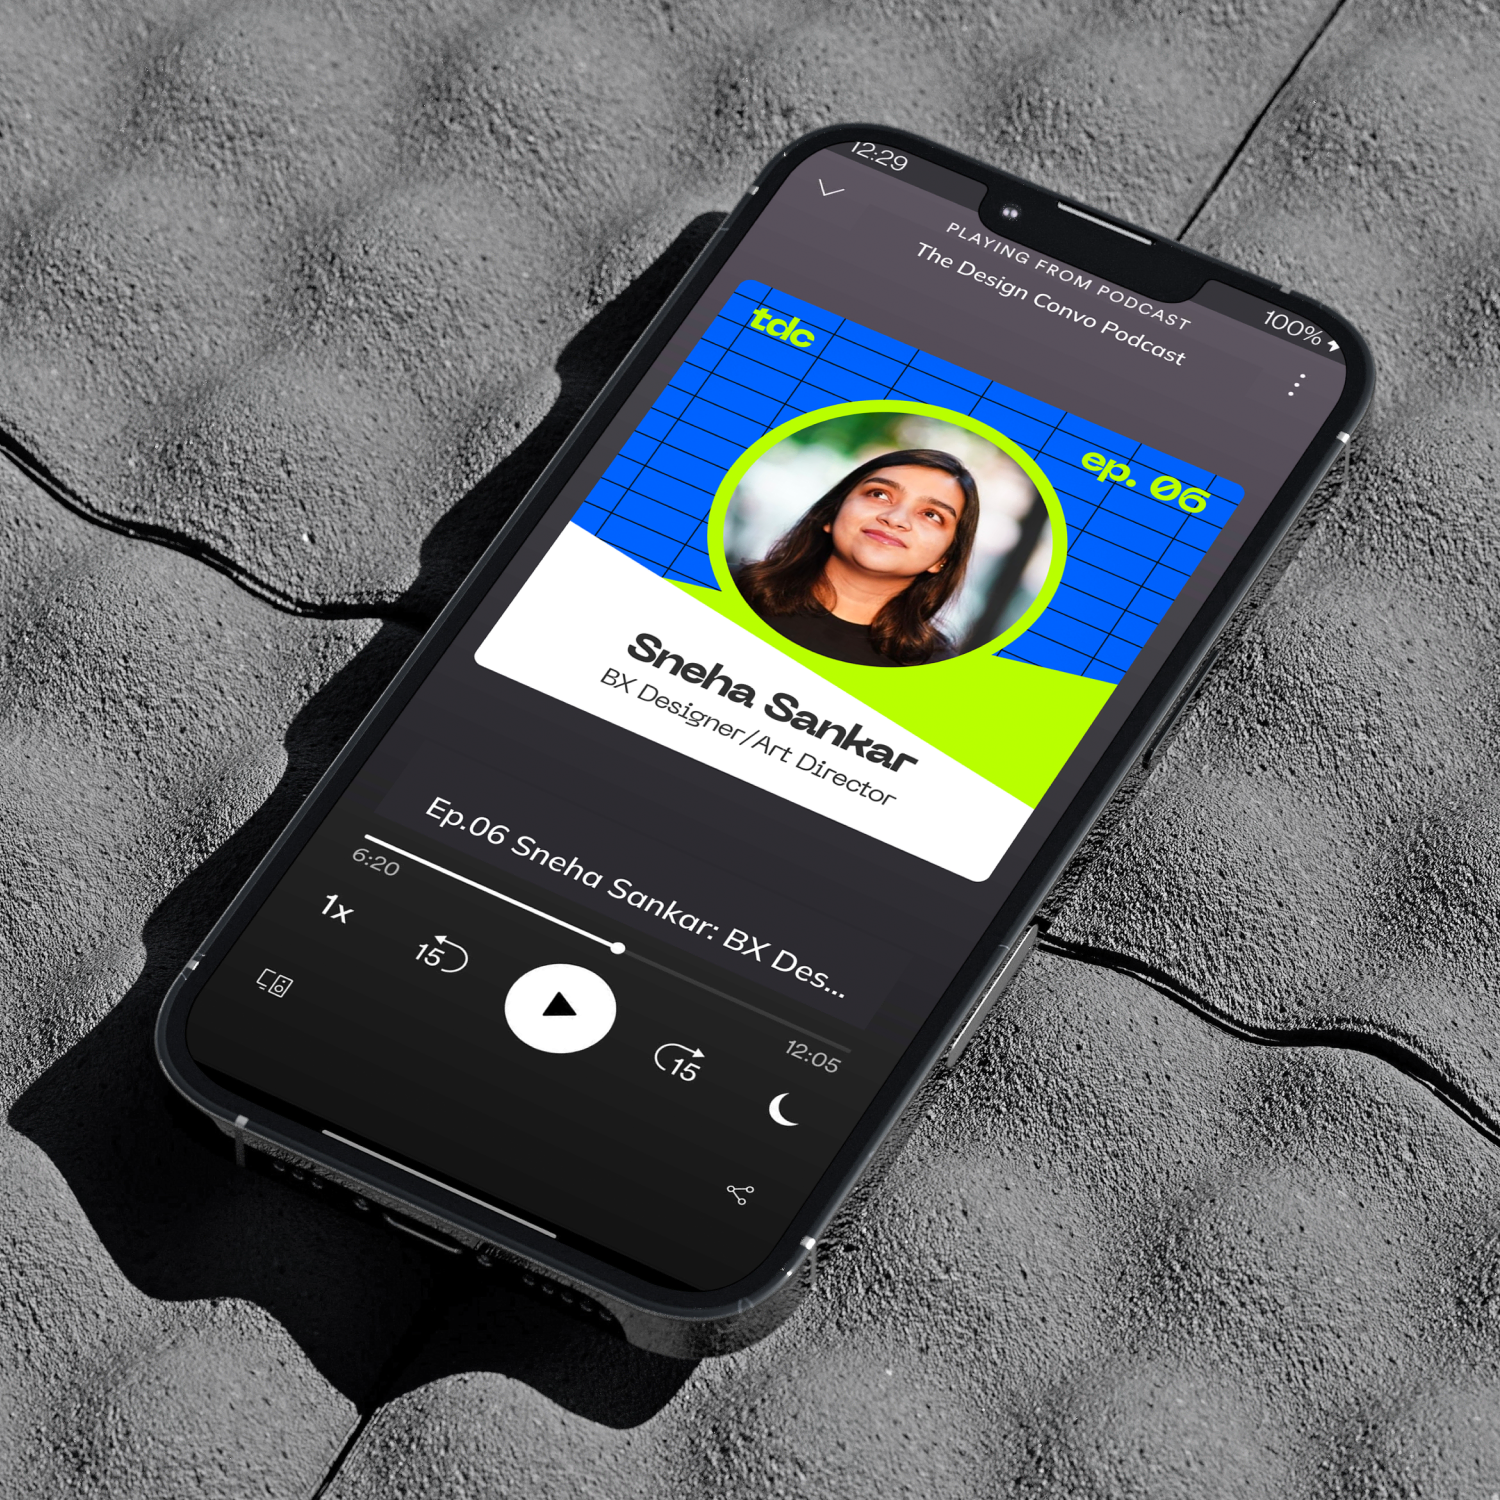 12:29
100%
PLAYING FROM PODCAST
The Design Convo Podcast
tdc
ep. 06
Sneha Sankar
BX Designer/Art Director
Ep.06 Sneha Sankar: BX Des...
6:20
12:05
1x
15
15